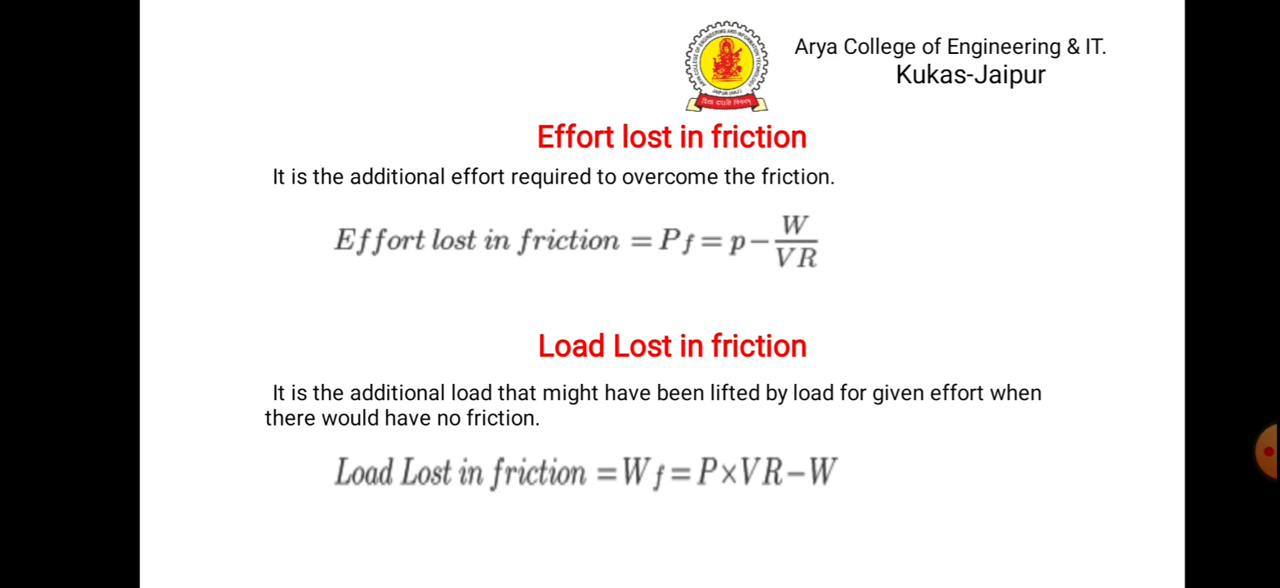 Arya College of Engineering & IT.
Kukas-Jaipur
Effort lost in friction
It is the additional effort required to overcome the friction.
Effort lost in friction = Pf = p - W/VR
Load Lost in friction
It is the additional load that might have been lifted by load for given effort when
there would have no friction.
Load Lost in friction = Wf = P×VR-W